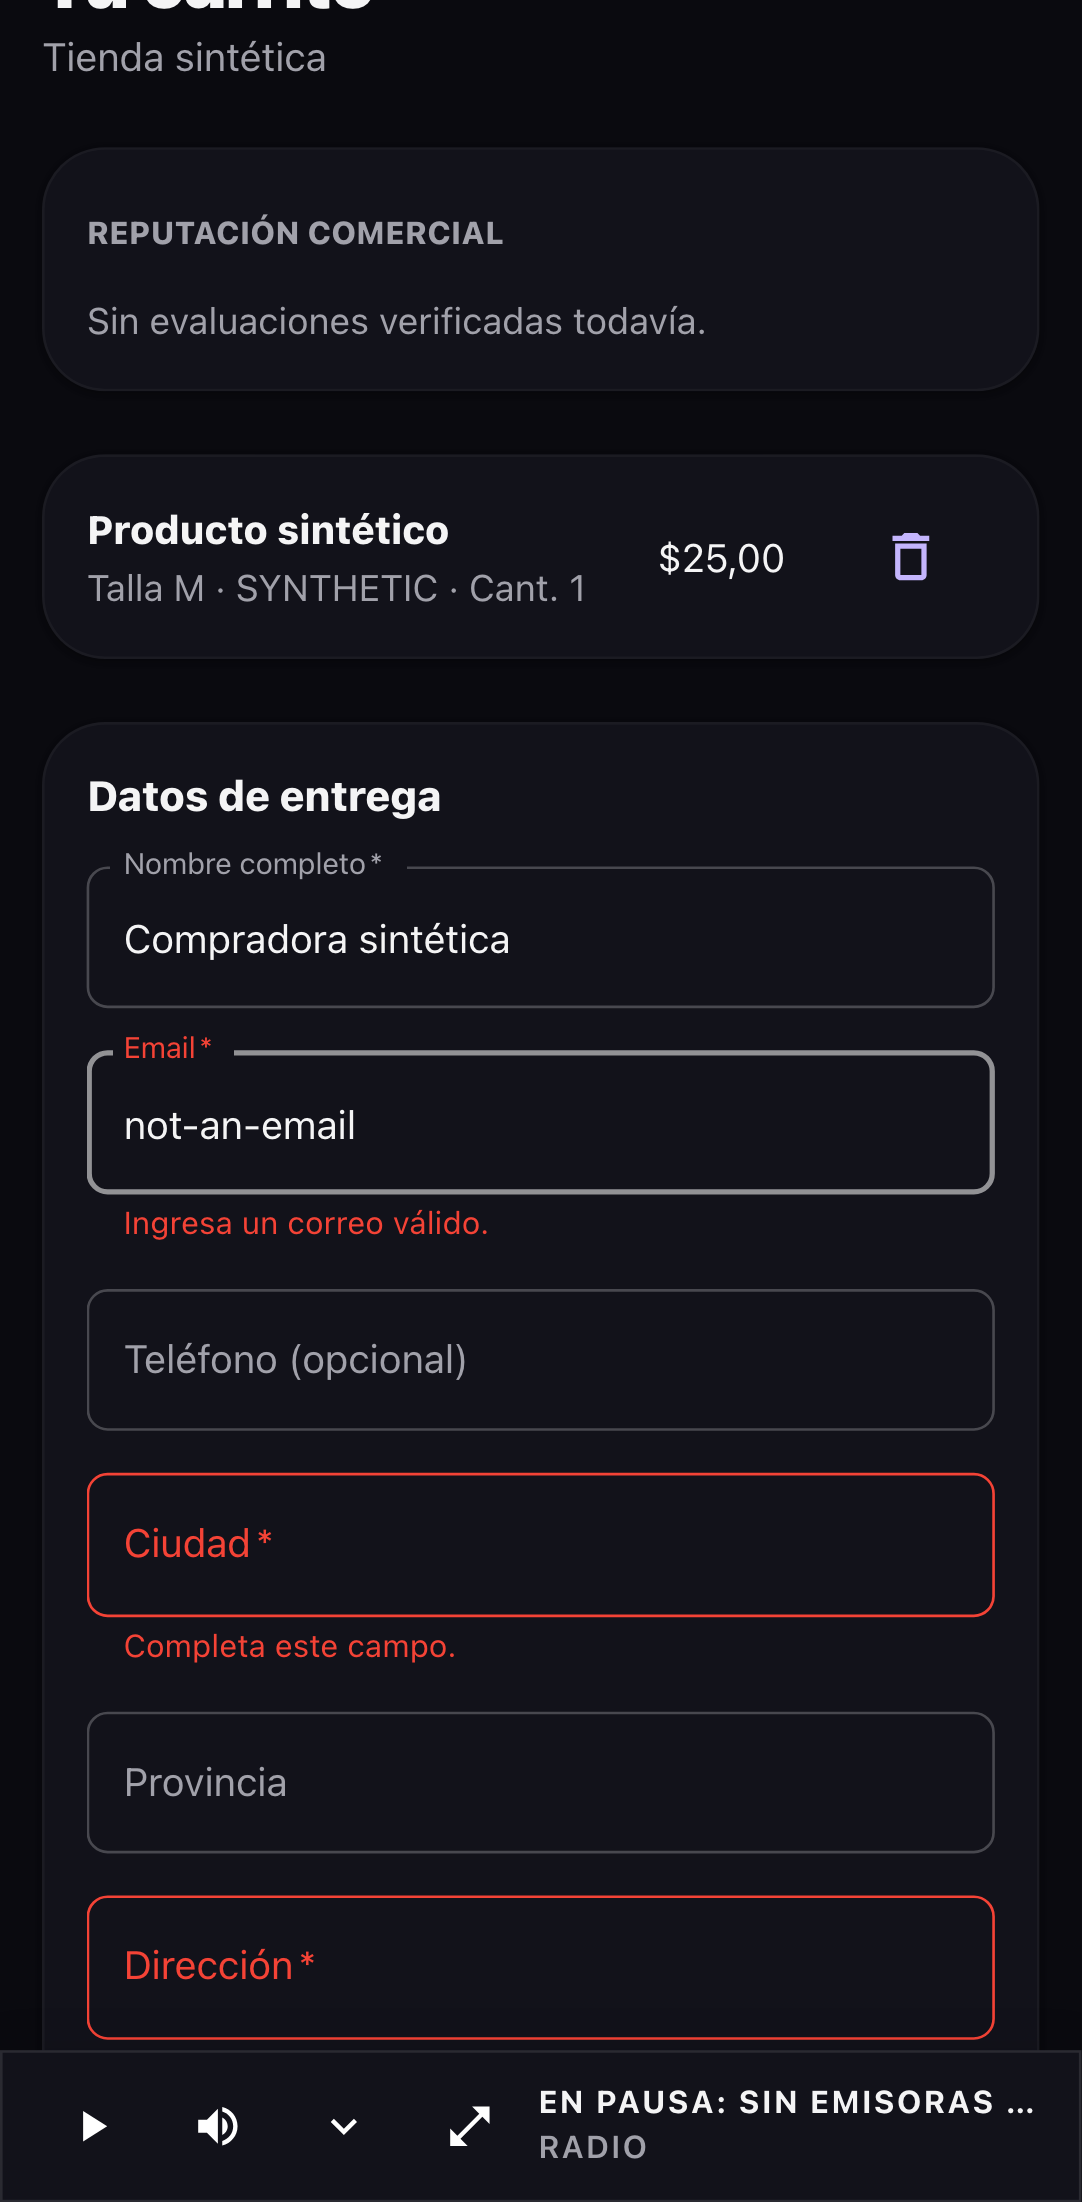 Tu carrito
Tienda sintética
REPUTACIÓN COMERCIAL
Sin evaluaciones verificadas todavía.
Producto sintético
Talla M · SYNTHETIC · Cant. 1
$25,00
Datos de entrega
Nombre completo *
Compradora sintética
Email *
not-an-email
Ingresa un correo válido.
Teléfono (opcional)
Ciudad *
Completa este campo.
Provincia
Dirección *
EN PAUSA: SIN EMISORAS ...
RADIO